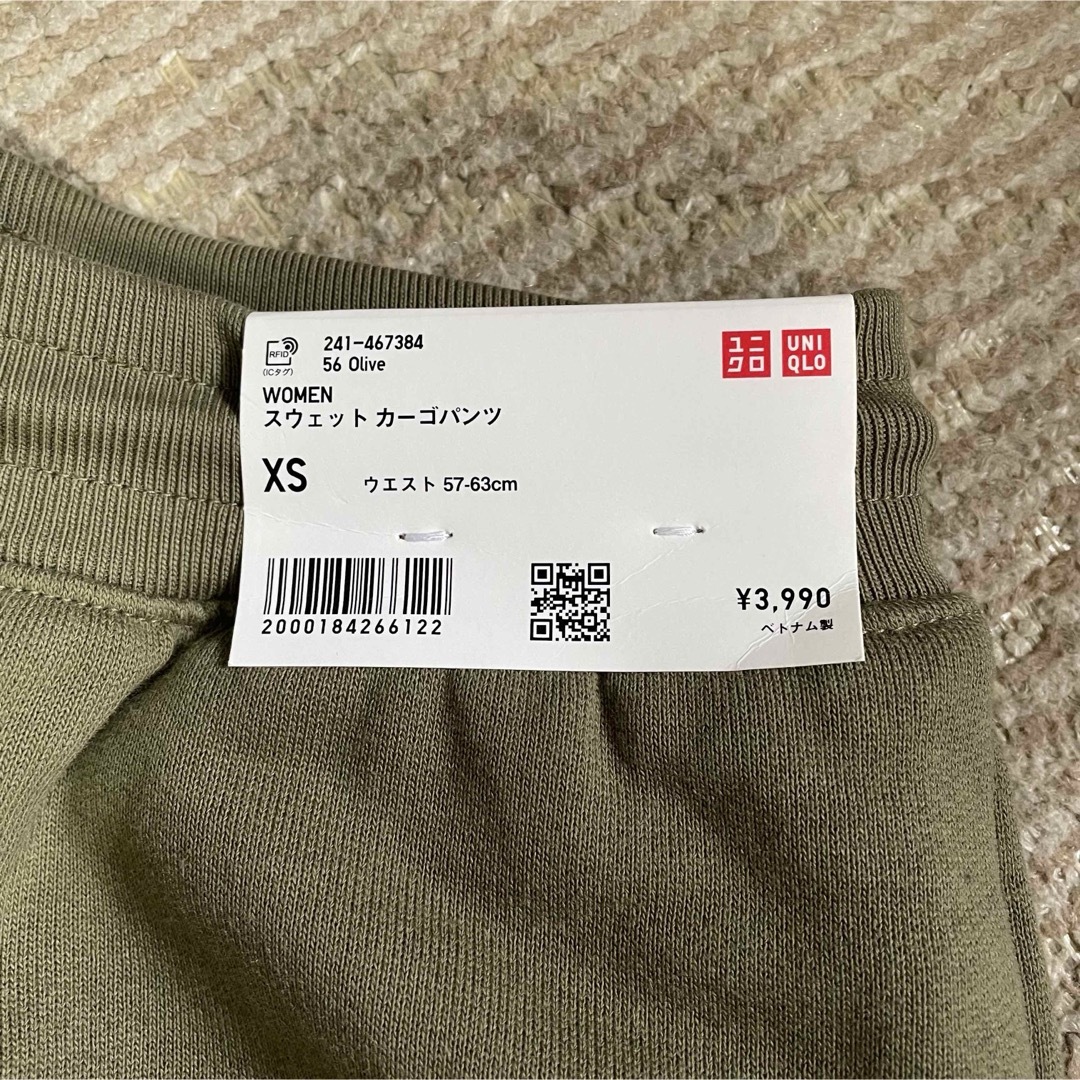 RFID
(ICタグ)
241-467384
56 Olive
ユニ
クロ
UNI
QLO
WOMEN
スウェット カーゴパンツ
XS
ウエスト 57-63cm
2000184266122
¥3,990
ベトナム製